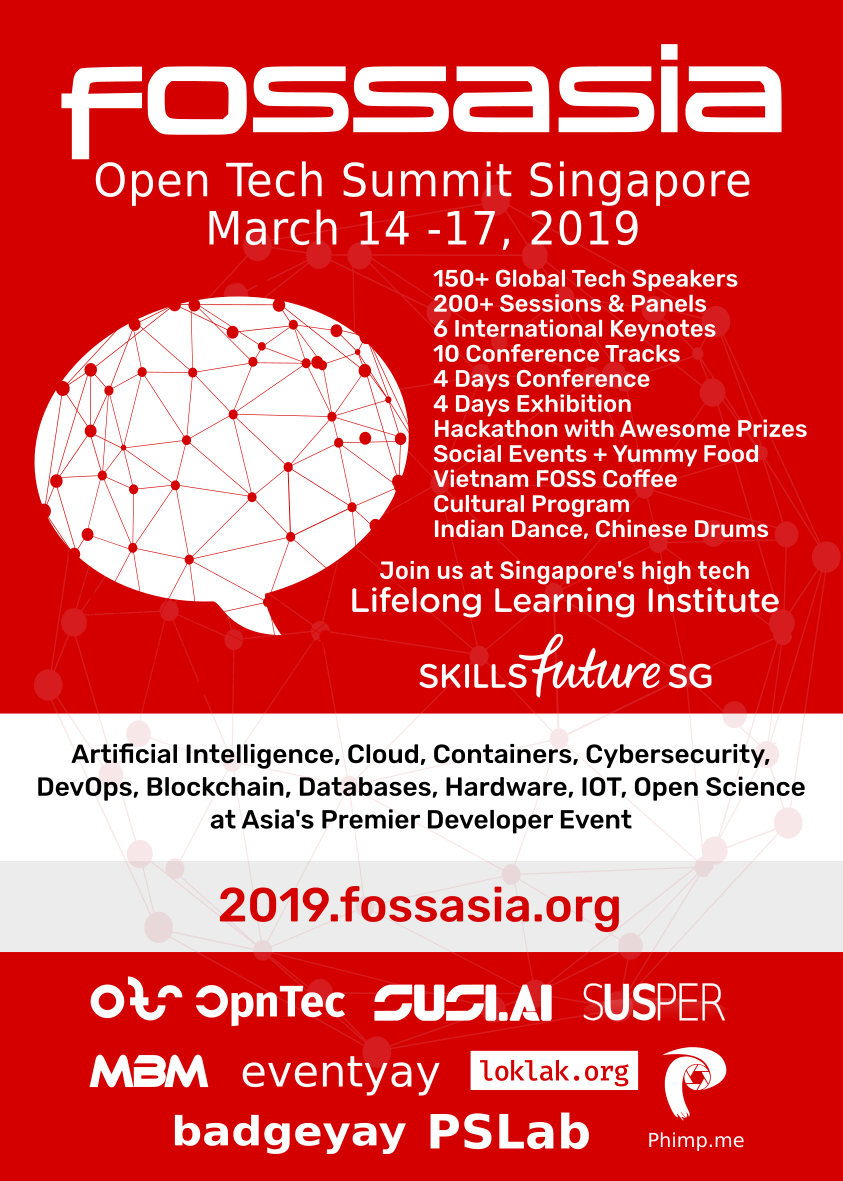 fossasia
Open Tech Summit Singapore
March 14 -17, 2019
150+ Global Tech Speakers
200+ Sessions & Panels
6 International Keynotes
10 Conference Tracks
4 Days Conference
4 Days Exhibition
Hackathon with Awesome Prizes
Social Events + Yummy Food
Vietnam FOSS Coffee
Cultural Program
Indian Dance, Chinese Drums
Join us at Singapore's high tech
Lifelong Learning Institute
SKILLSfuture SG
Artificial Intelligence, Cloud, Containers, Cybersecurity,
DevOps, Blockchain, Databases, Hardware, IOT, Open Science
at Asia's Premier Developer Event
2019.fossasia.org
OpnTec SUSI.AI SUSPER
MBM eventyay loklak.org
badgeyay PSLab Phimp.me